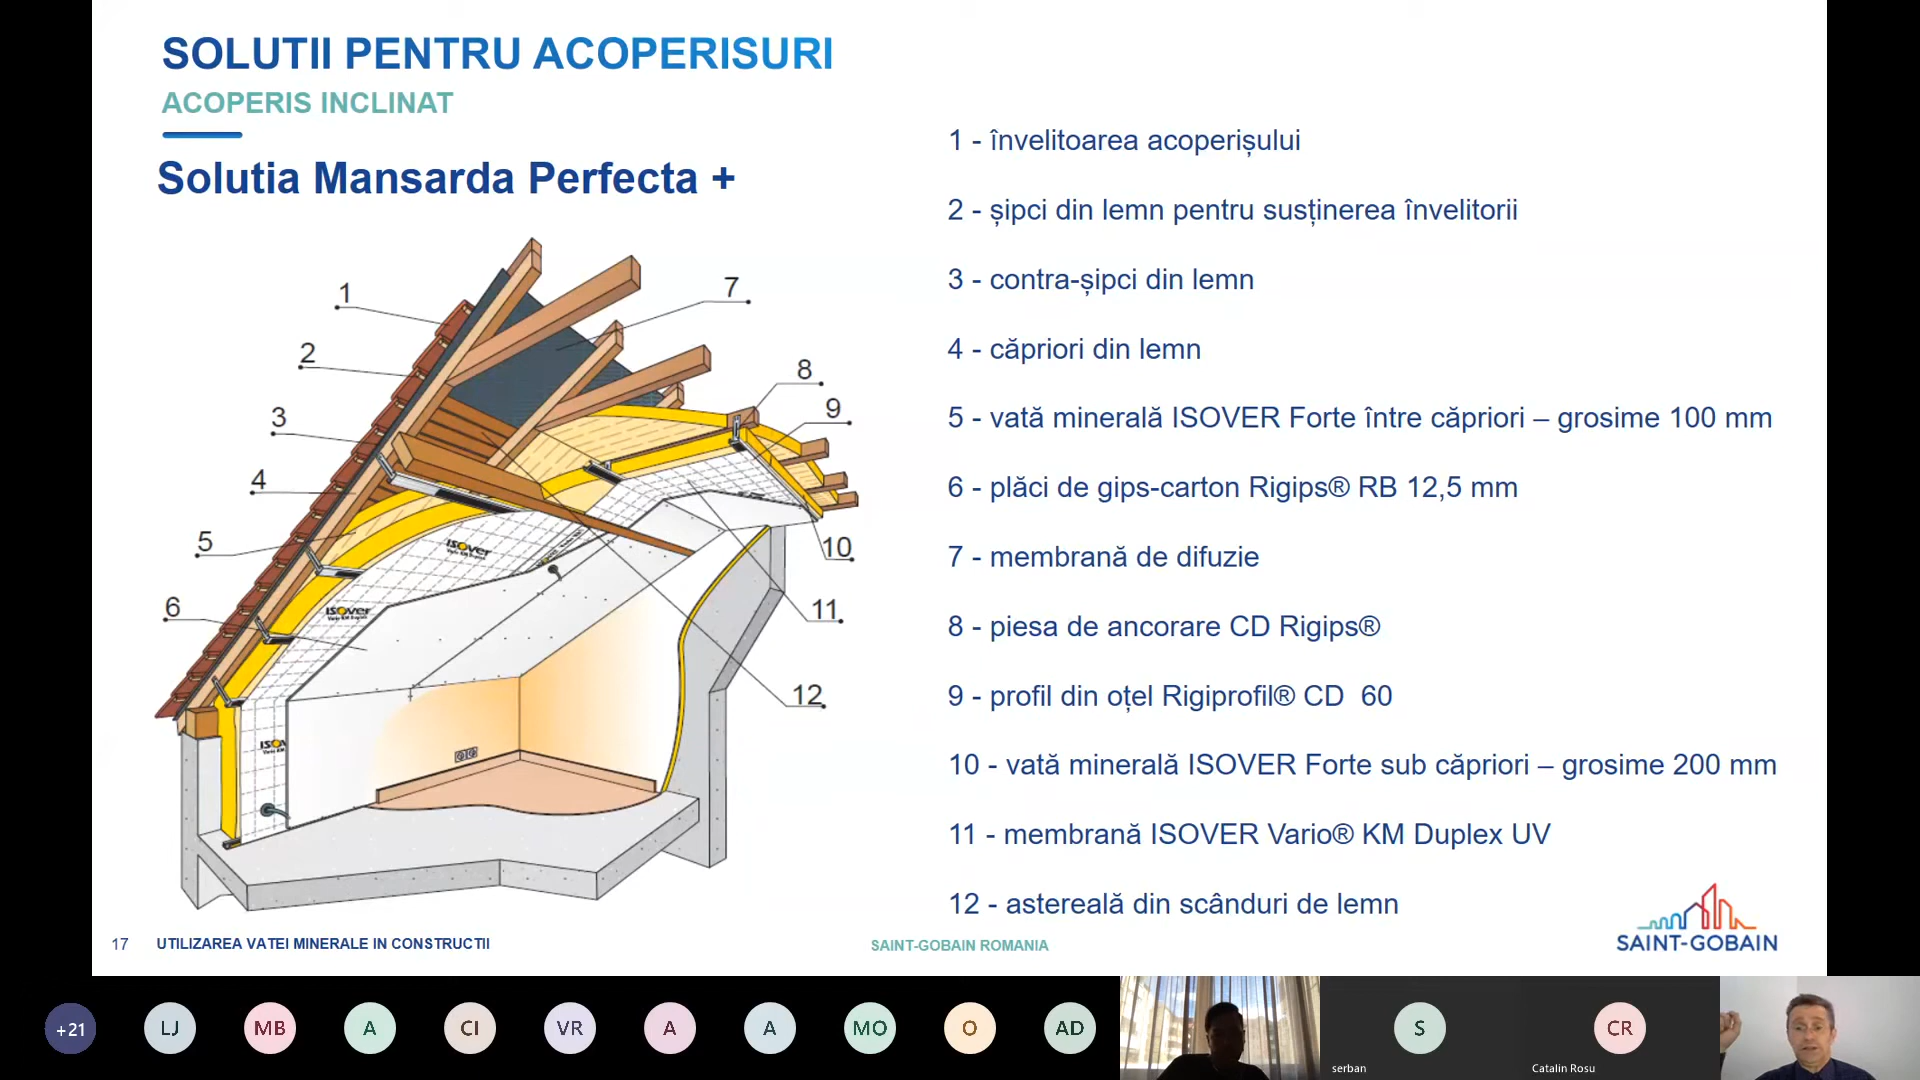 SOLUTII PENTRU ACOPERISURI
ACOPERIS INCLINAT
Solutia Mansarda Perfecta +
1
2
3
4
5
6
7
8
9
10
11
12
ISOVER
ISOVER
1 - învelitoarea acoperișului
2 - șipci din lemn pentru susținerea învelitorii
3 - contra-șipci din lemn
4 - căpriori din lemn
5 - vată minerală ISOVER Forte între căpriori – grosime 100 mm
6 - plăci de gips-carton Rigips® RB 12,5 mm
7 - membrană de difuzie
8 - piesa de ancorare CD Rigips®
9 - profil din oțel Rigiprofil® CD 60
10 - vată minerală ISOVER Forte sub căpriori – grosime 200 mm
11 - membrană ISOVER Vario® KM Duplex UV
12 - astereală din scânduri de lemn
17 UTILIZAREA VATEI MINERALE IN CONSTRUCTII
SAINT-GOBAIN ROMANIA
SAINT-GOBAIN
+21 LJ MB A CI VR A A MO O AD S CR
serban
Catalin Rosu